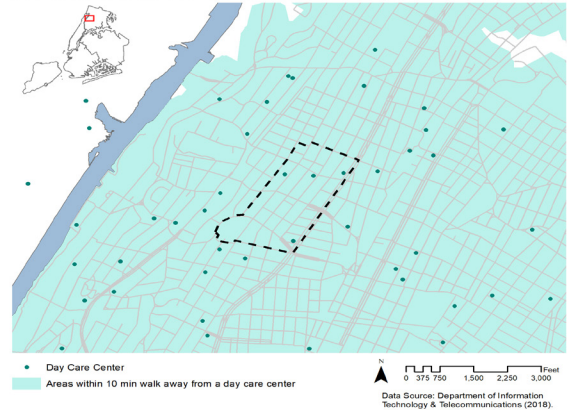 Day Care Center
Areas within 10 min walk away from a day care center
0 375 750 1,500 2,250 3,000
Feet
Data Source: Department of Information
Technology & Telecommunications (2018).